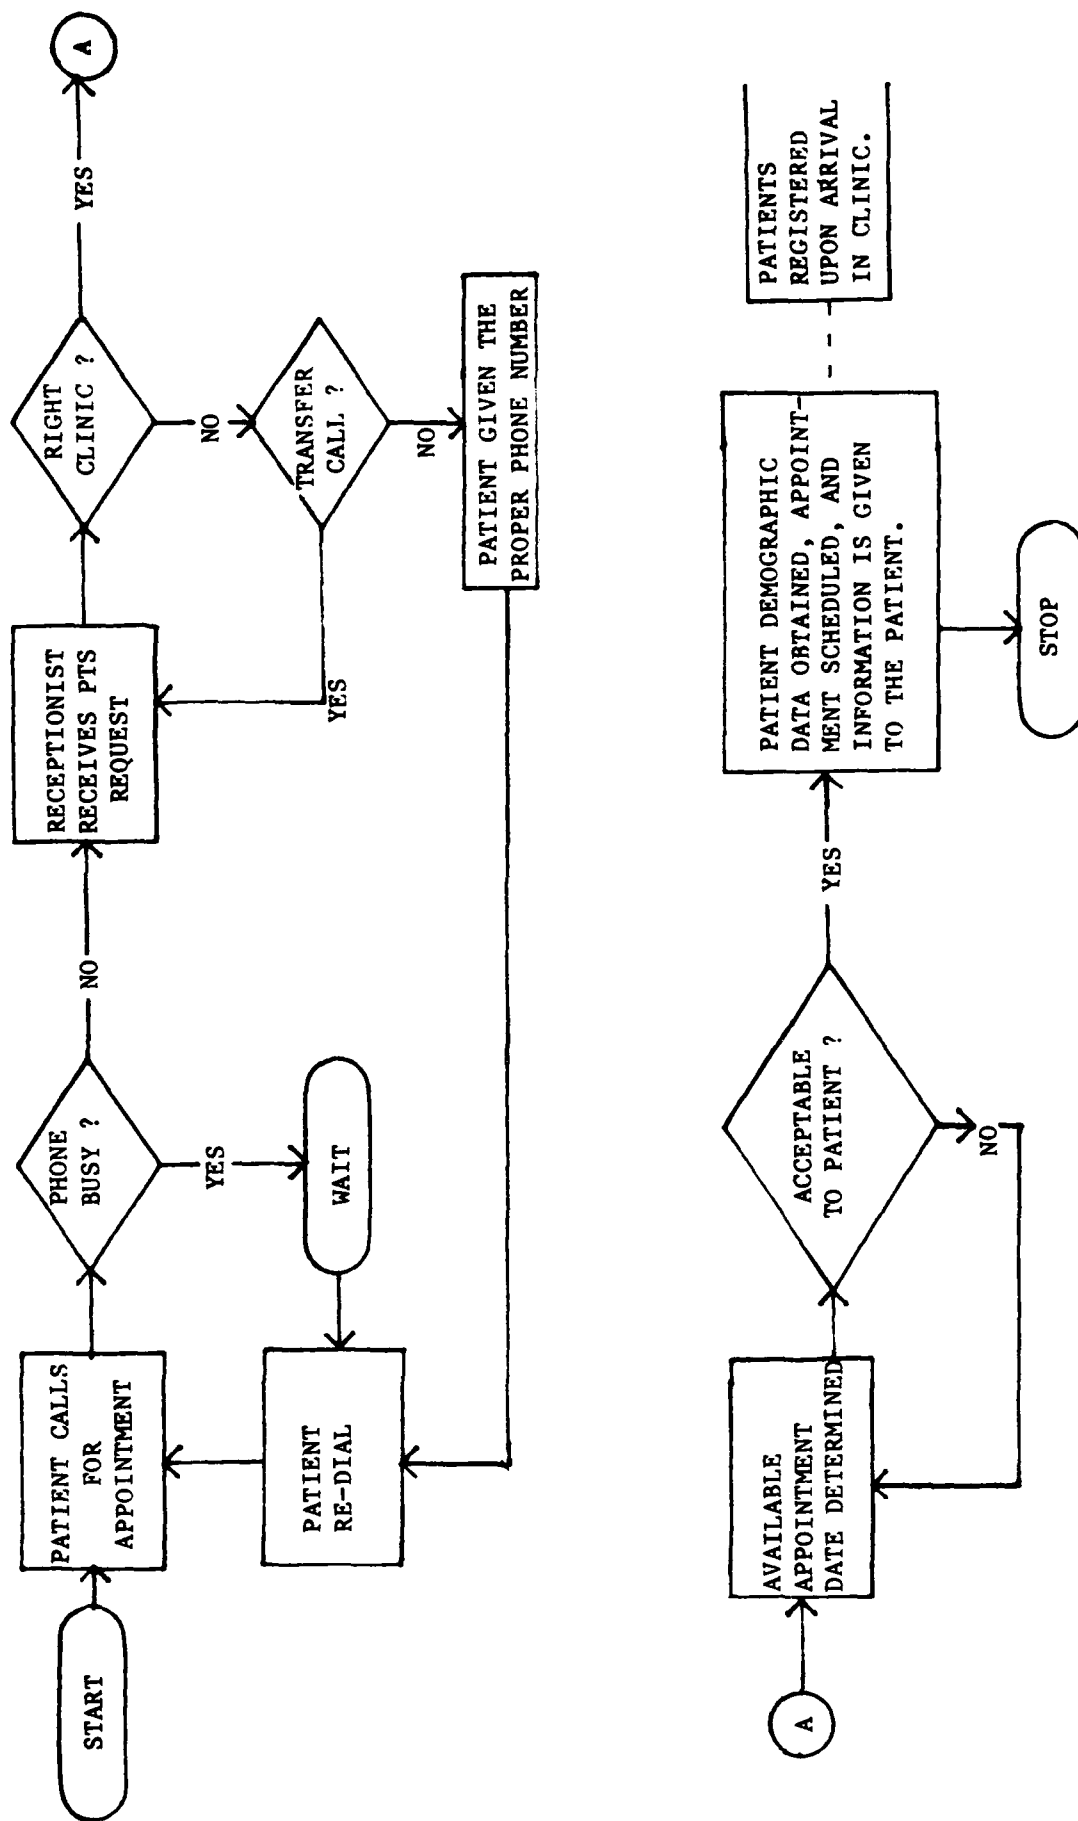 START
PATIENT CALLS
FOR
APPOINTMENT
PHONE
BUSY ?
NO
YES
WAIT
PATIENT
RE-DIAL
RECEPTIONIST
RECEIVES PTS
REQUEST
RIGHT
CLINIC ?
YES
A
NO
TRANSFER
CALL ?
YES
NO
PATIENT GIVEN THE
PROPER PHONE NUMBER
A
AVAILABLE
APPOINTMENT
DATE DETERMINED
ACCEPTABLE
TO PATIENT ?
NO
YES
PATIENT DEMOGRAPHIC
DATA OBTAINED, APPOINT-
MENT SCHEDULED, AND
INFORMATION IS GIVEN
TO THE PATIENT.
STOP
PATIENTS
REGISTERED
UPON ARRIVAL
IN CLINIC.